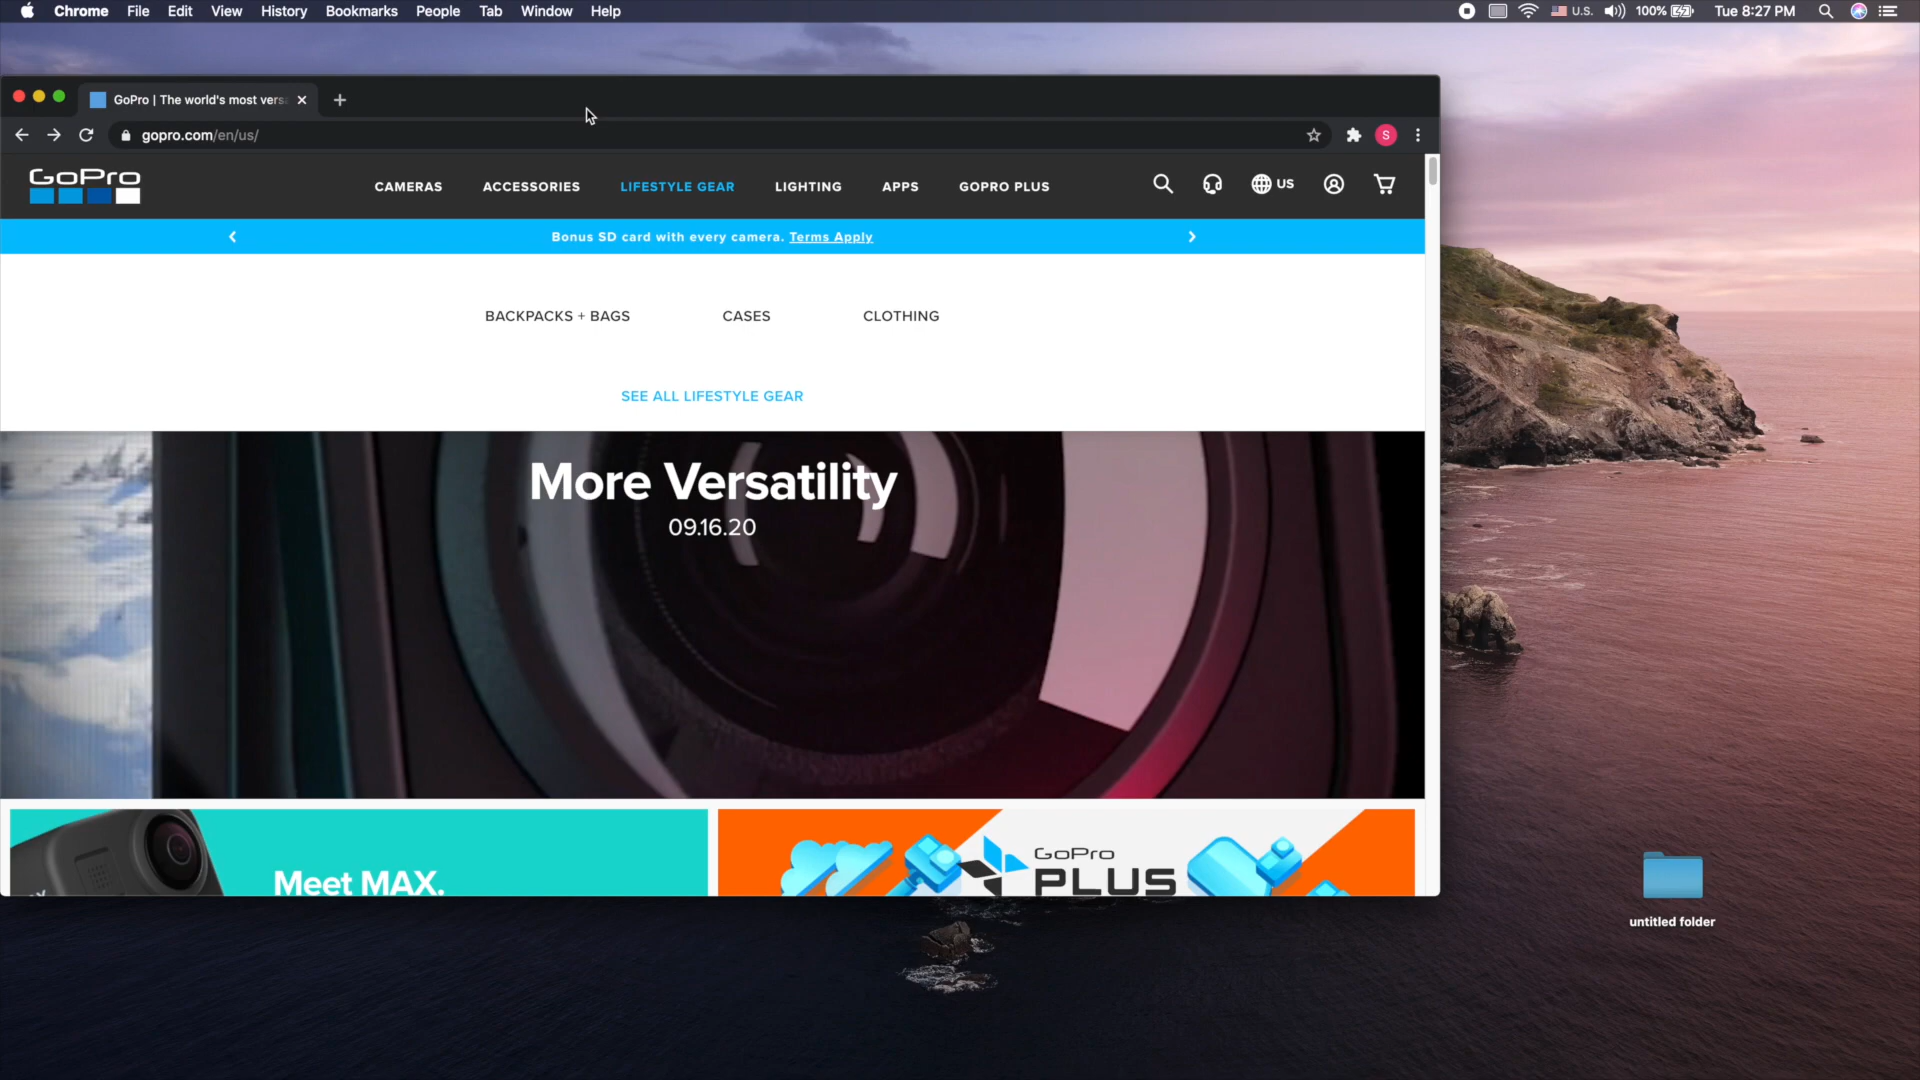 Chrome File Edit View History Bookmarks People Tab Window Help U.S. 100% Tue 8:27 PM
GoPro | The world's most vers
gopro.com/en/us/ S
GoPro CAMERAS ACCESSORIES LIFESTYLE GEAR LIGHTING APPS GOPRO PLUS US
Bonus SD card with every camera. Terms Apply
BACKPACKS + BAGS CASES CLOTHING
SEE ALL LIFESTYLE GEAR
More Versatility
09.16.20
Meet MAX.
GoPro
PLUS
untitled folder